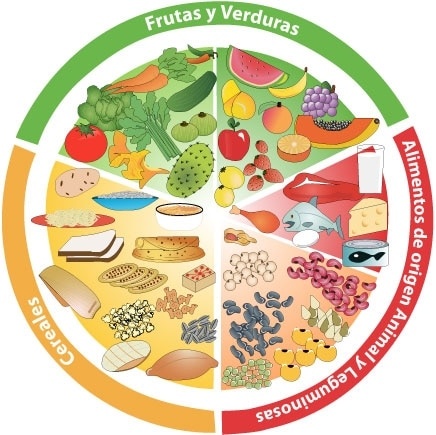 Frutas y Verduras
Alimentos de origen Animal y Leguminosas
Cereales